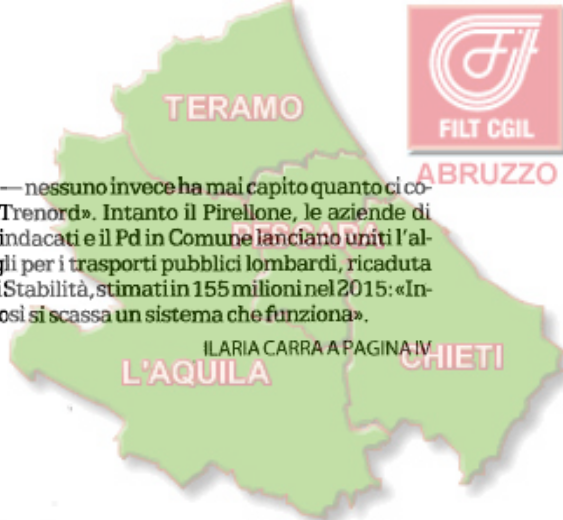 TERAMO
FILT CGIL
ABRUZZO
— nessuno invece ha mai capito quanto ci co-
Trenord». Intanto il Pirellone, le aziende di
indacati e il Pd in Comune lanciano uniti l'al-
gli per i trasporti pubblici lombardi, ricaduta
iStabilità, stimati in 155 milioni nel 2015: «In-
osì si scassa un sistema che funziona».
PESCARA
ILARIA CARRA A PAGINA IV
L'AQUILA
CHIETI